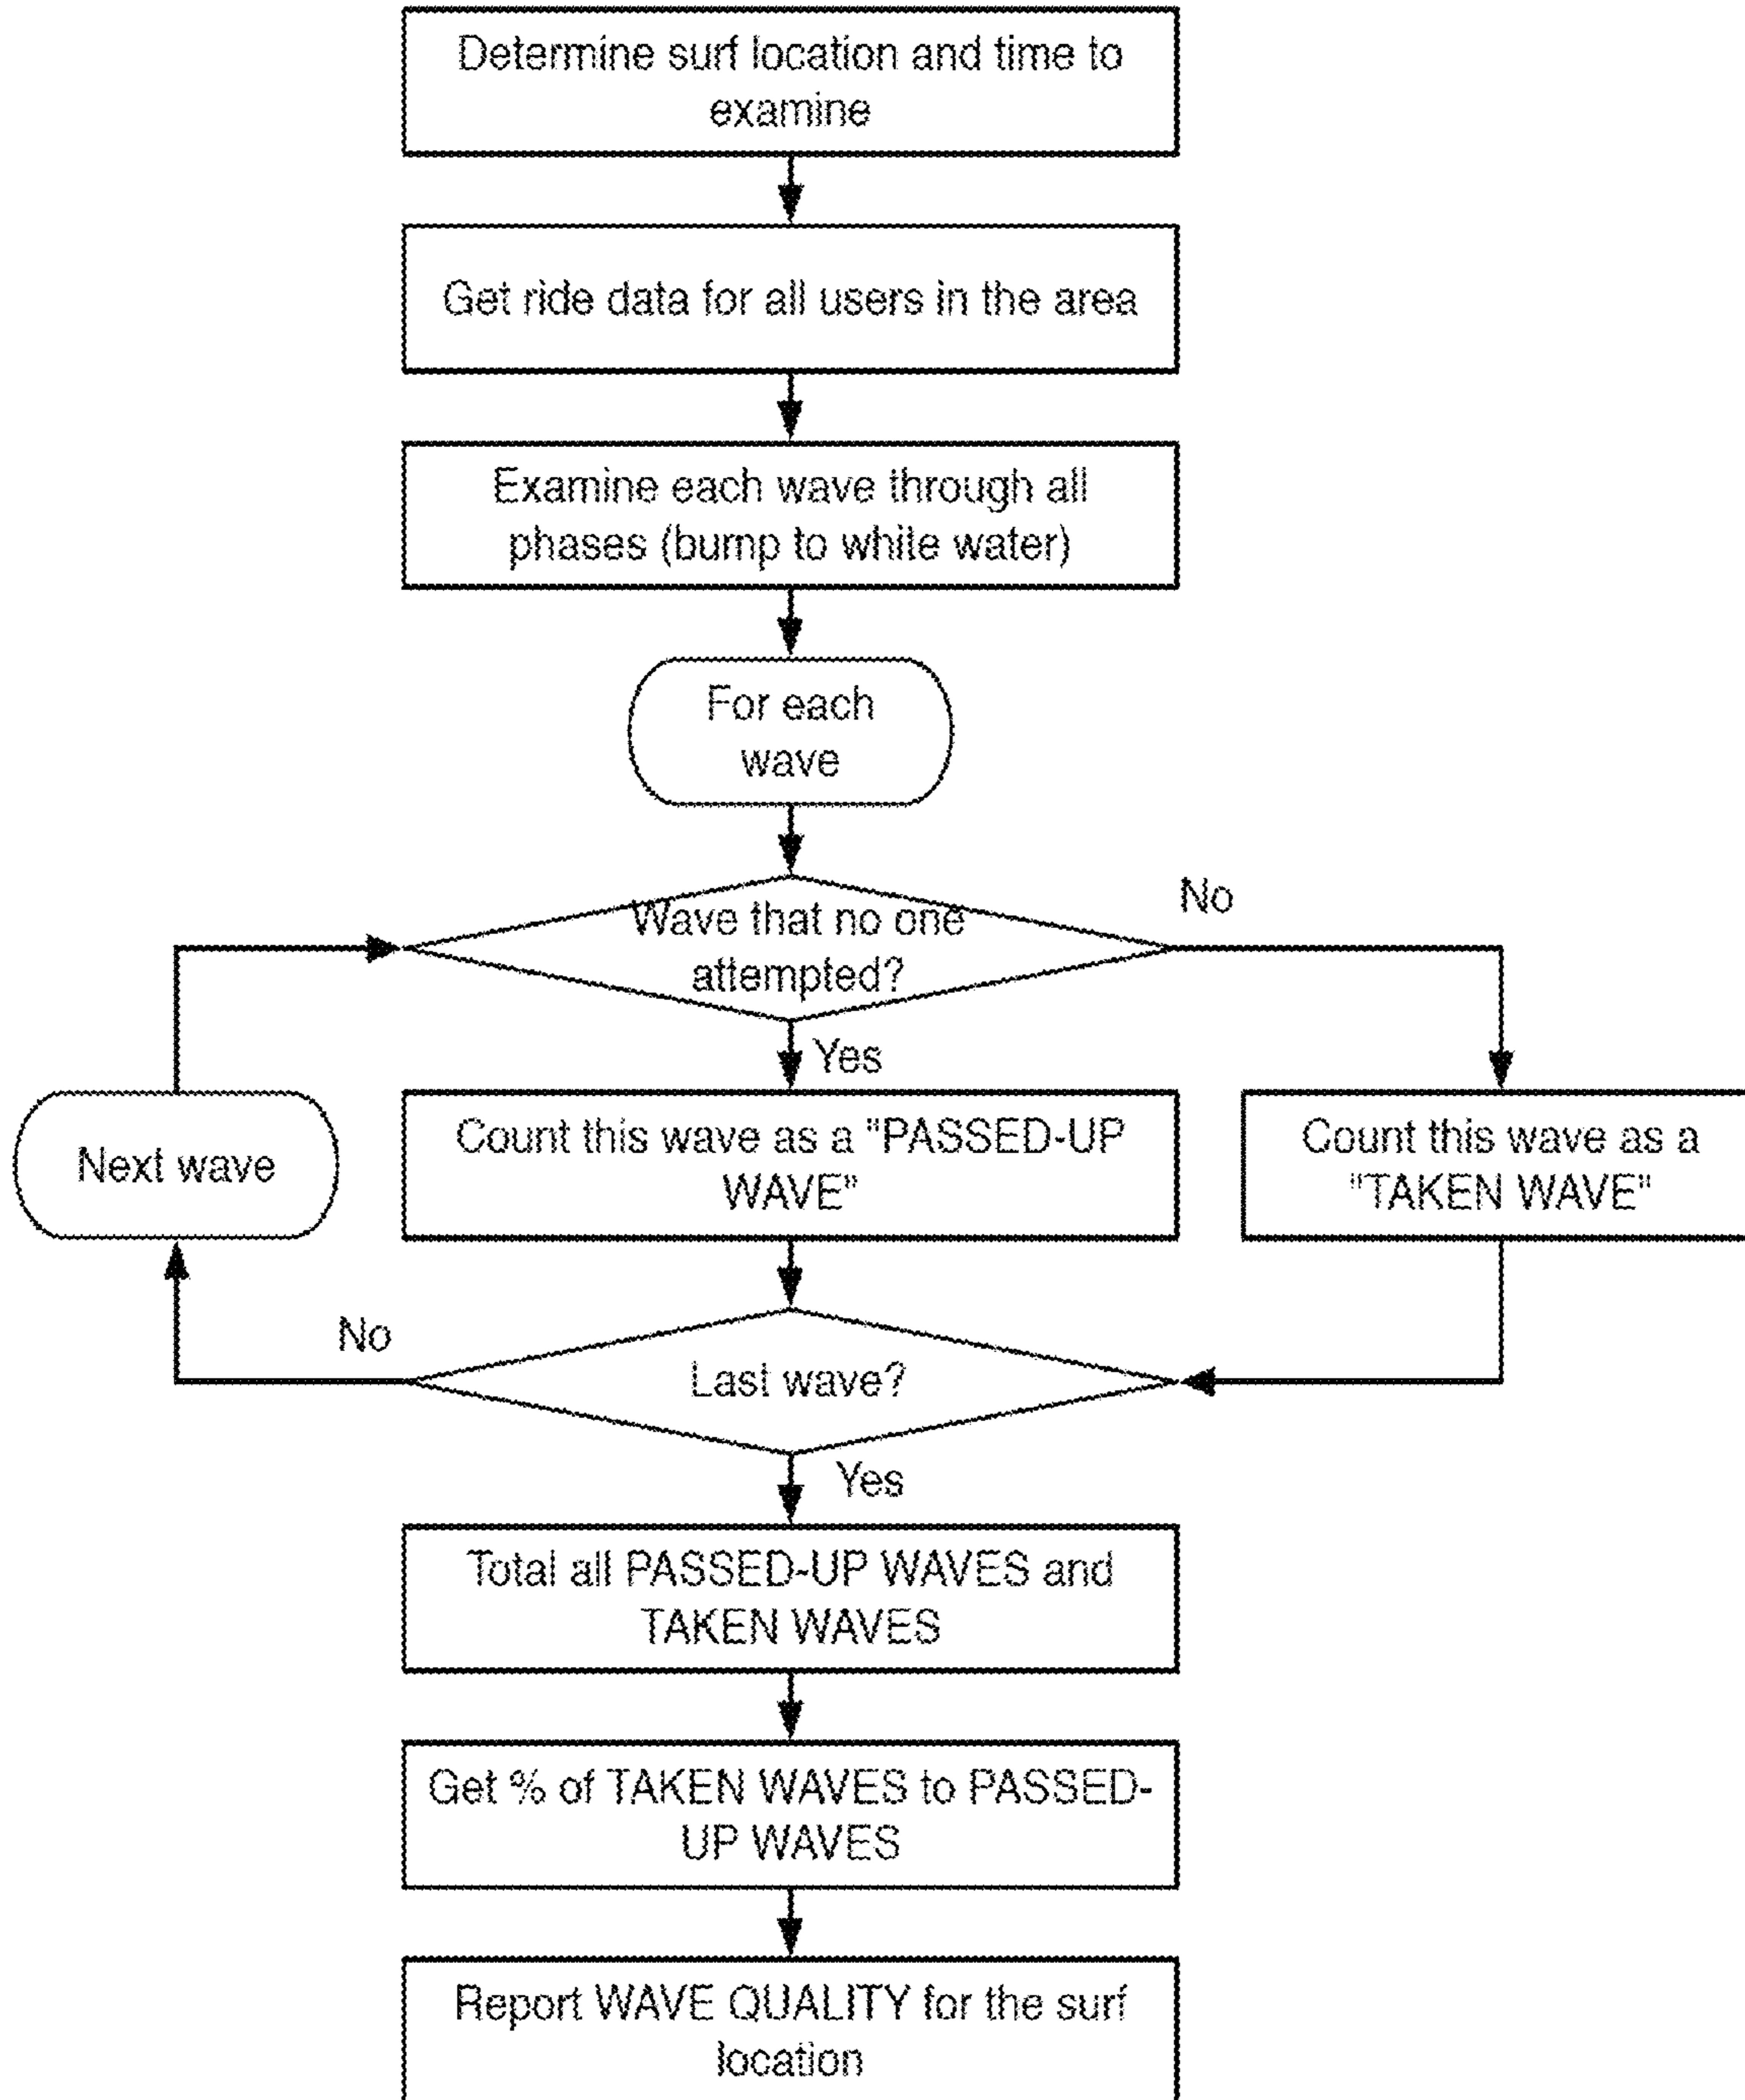 Determine surf location and time to
examine
Get ride data for all users in the area
Examine each wave through all
phases (bump to white water)
For each
wave
No
Wave that no one
attempted?
Yes
Next wave
Count this wave as a "PASSED-UP
WAVE"
Count this wave as a
"TAKEN WAVE"
No
Last wave?
Yes
Total all PASSED-UP WAVES and
TAKEN WAVES
Get % of TAKEN WAVES to PASSED-
UP WAVES
Report WAVE QUALITY for the surf
location